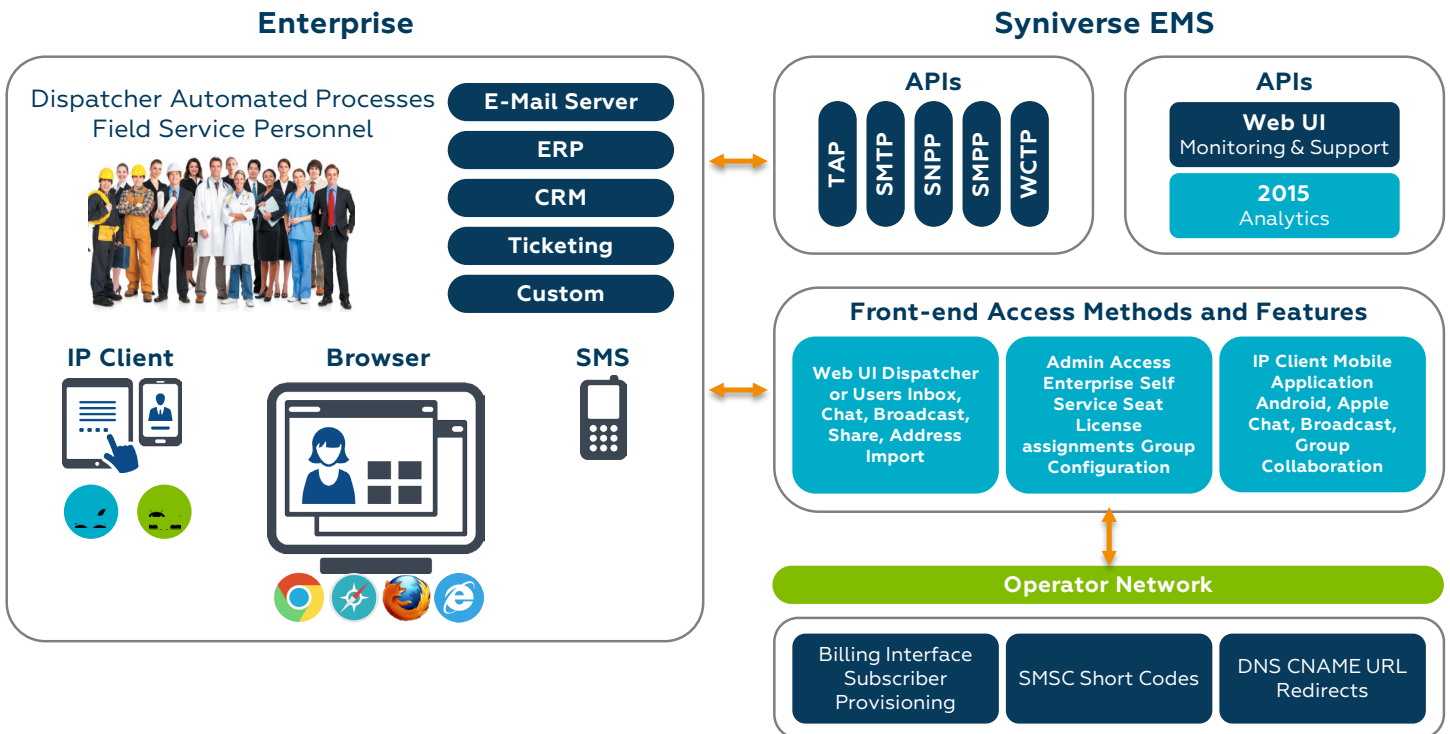 Enterprise
Dispatcher Automated Processes
Field Service Personnel
E-Mail Server
ERP
CRM
Ticketing
Custom
IP Client
Browser
SMS
Syniverse EMS
APIs
TAP
SMTP
SNPP
SMPP
WCTP
APIs
Web UI
Monitoring & Support
2015
Analytics
Front-end Access Methods and Features
Web UI Dispatcher
or Users Inbox,
Chat, Broadcast,
Share, Address
Import
Admin Access
Enterprise Self
Service Seat
License
assignments Group
Configuration
IP Client Mobile
Application
Android, Apple
Chat, Broadcast,
Group
Collaboration
Operator Network
Billing Interface
Subscriber
Provisioning
SMSC Short Codes
DNS CNAME URL
Redirects